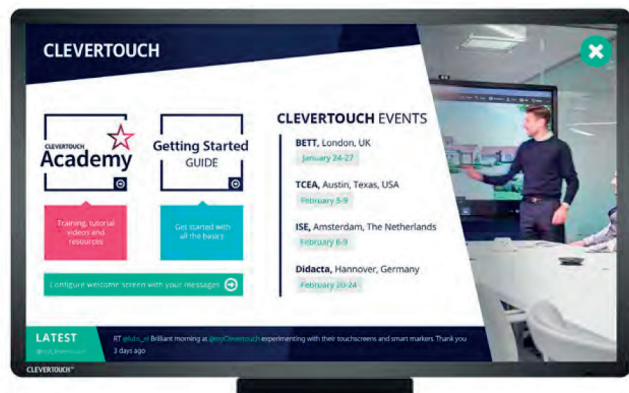 CLEVERTOUCH
CLEVERTOUCH
Academy
Getting Started
GUIDE
Training, tutorial
videos and
resources
Get started with
all the basics
Configure welcome screen with your messages
CLEVERTOUCH EVENTS
BETT, London, UK
January 24-27
TCEA, Austin, Texas, USA
February 5-9
ISE, Amsterdam, The Netherlands
February 6-9
Didacta, Hannover, Germany
February 20-24
LATEST
RT Brilliant morning at @myClevertouch experimenting with their touchscreens and smart markers. Thank you
3 days ago
CLEVERTOUCH™